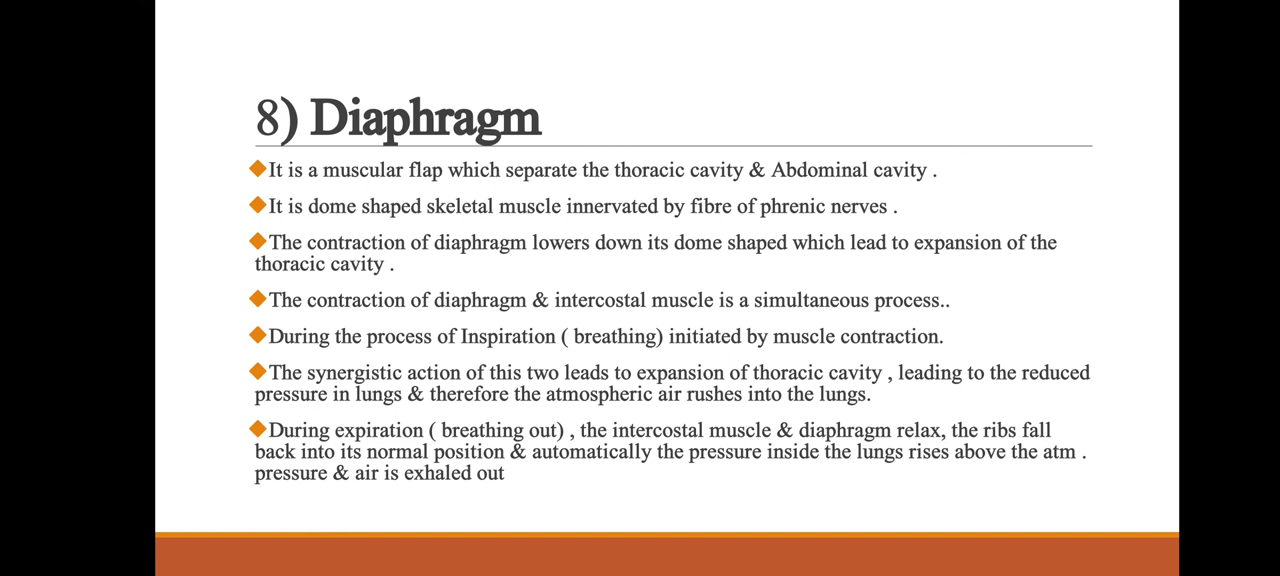 8) Diaphragm
◆It is a muscular flap which separate the thoracic cavity & Abdominal cavity .
◆It is dome shaped skeletal muscle innervated by fibre of phrenic nerves .
◆The contraction of diaphragm lowers down its dome shaped which lead to expansion of the
thoracic cavity .
◆The contraction of diaphragm & intercostal muscle is a simultaneous process..
◆During the process of Inspiration ( breathing) initiated by muscle contraction.
◆The synergistic action of this two leads to expansion of thoracic cavity , leading to the reduced
pressure in lungs & therefore the atmospheric air rushes into the lungs.
◆During expiration ( breathing out) , the intercostal muscle & diaphragm relax, the ribs fall
back into its normal position & automatically the pressure inside the lungs rises above the atm .
pressure & air is exhaled out